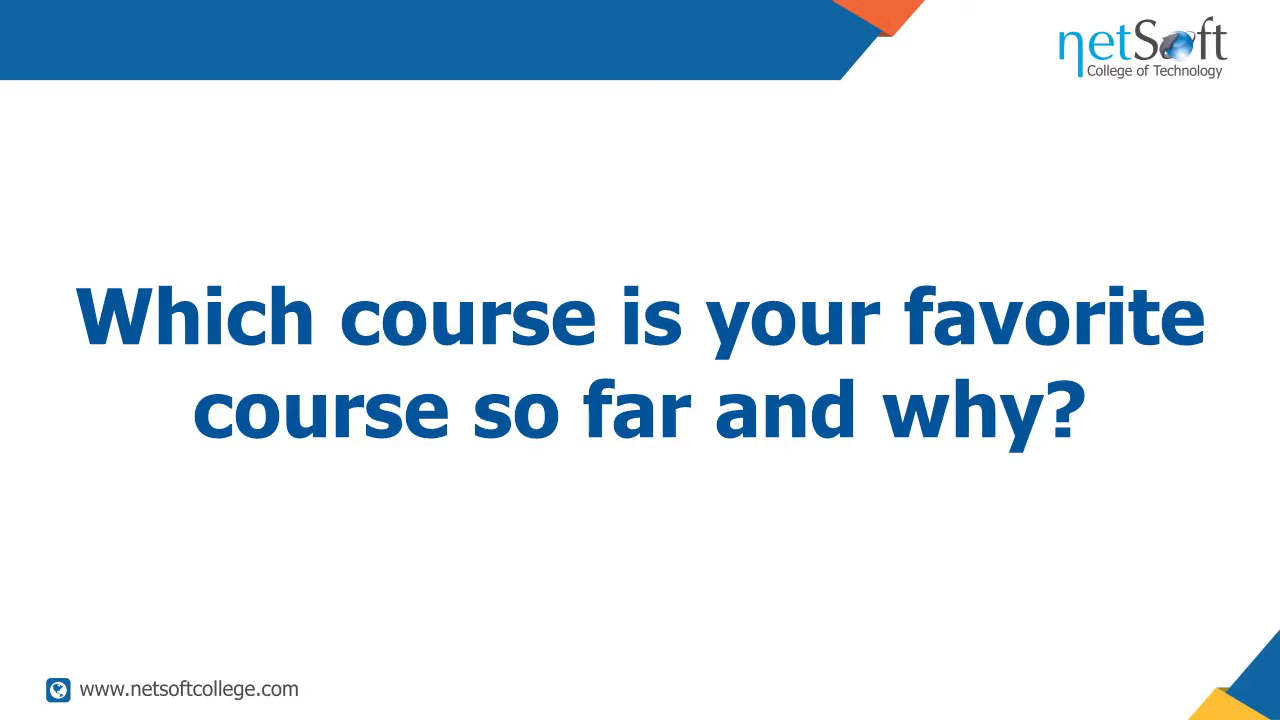 netSoft
College of Technology
Which course is your favorite
course so far and why?
www.netsoftcollege.com